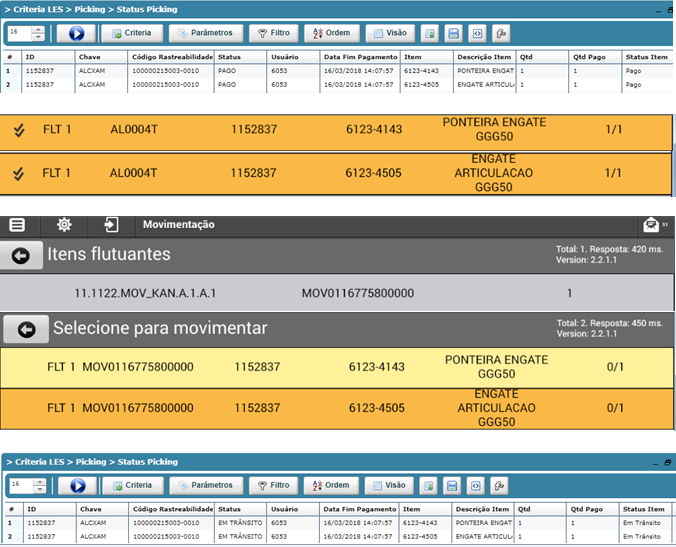 > Criteria LES > Picking > Status Picking
16 Criteria Parámetros Filtro Ordem Visão
# ID Chave Código Rastreabilidade Status Usuário Data Fim Pagamento Item Descrição Item Qtd Qtd Pago Status Item
1 1152837 ALCXAM 100000215003-0010 PAGO 6053 16/03/2018 14:07:57 6123-4143 PONTEIRA ENGAT 1 1 Pago
2 1152837 ALCXAM 100000215003-0010 PAGO 6053 16/03/2018 14:07:57 6123-4505 ENGATE ARTICUL 1 1 Pago
FLT 1 AL0004T 1152837 6123-4143 PONTEIRA ENGATE GGG50 1/1
FLT 1 AL0004T 1152837 6123-4505 ENGATE ARTICULACAO GGG50 1/1
Movimentação 51
Itens flutuantes
Total: 1. Resposta: 420 ms.
Version: 2.2.1.1
11.1122.MOV_KAN.A.1.A.1 MOV0116775800000 1
Selecione para movimentar
Total: 2. Resposta: 450 ms.
Version: 2.2.1.1
FLT 1 MOV0116775800000 1152837 6123-4143 PONTEIRA ENGATE GGG50 0/1
FLT 1 MOV0116775800000 1152837 6123-4505 ENGATE ARTICULACAO GGG50 0/1
> Criteria LES > Picking > Status Picking
16 Criteria Parámetros Filtro Ordem Visão
# ID Chave Código Rastreabilidade Status Usuário Data Fim Pagamento Item Descrição Item Qtd Qtd Pago Status Item
1 1152837 ALCXAM 100000215003-0010 EM TRÂNSITO 6053 16/03/2018 14:07:57 6123-4143 PONTEIRA ENGAT 1 1 Em Trânsito
2 1152837 ALCXAM 100000215003-0010 EM TRÂNSITO 6053 16/03/2018 14:07:57 6123-4505 ENGATE ARTICUL 1 1 Em Trânsito